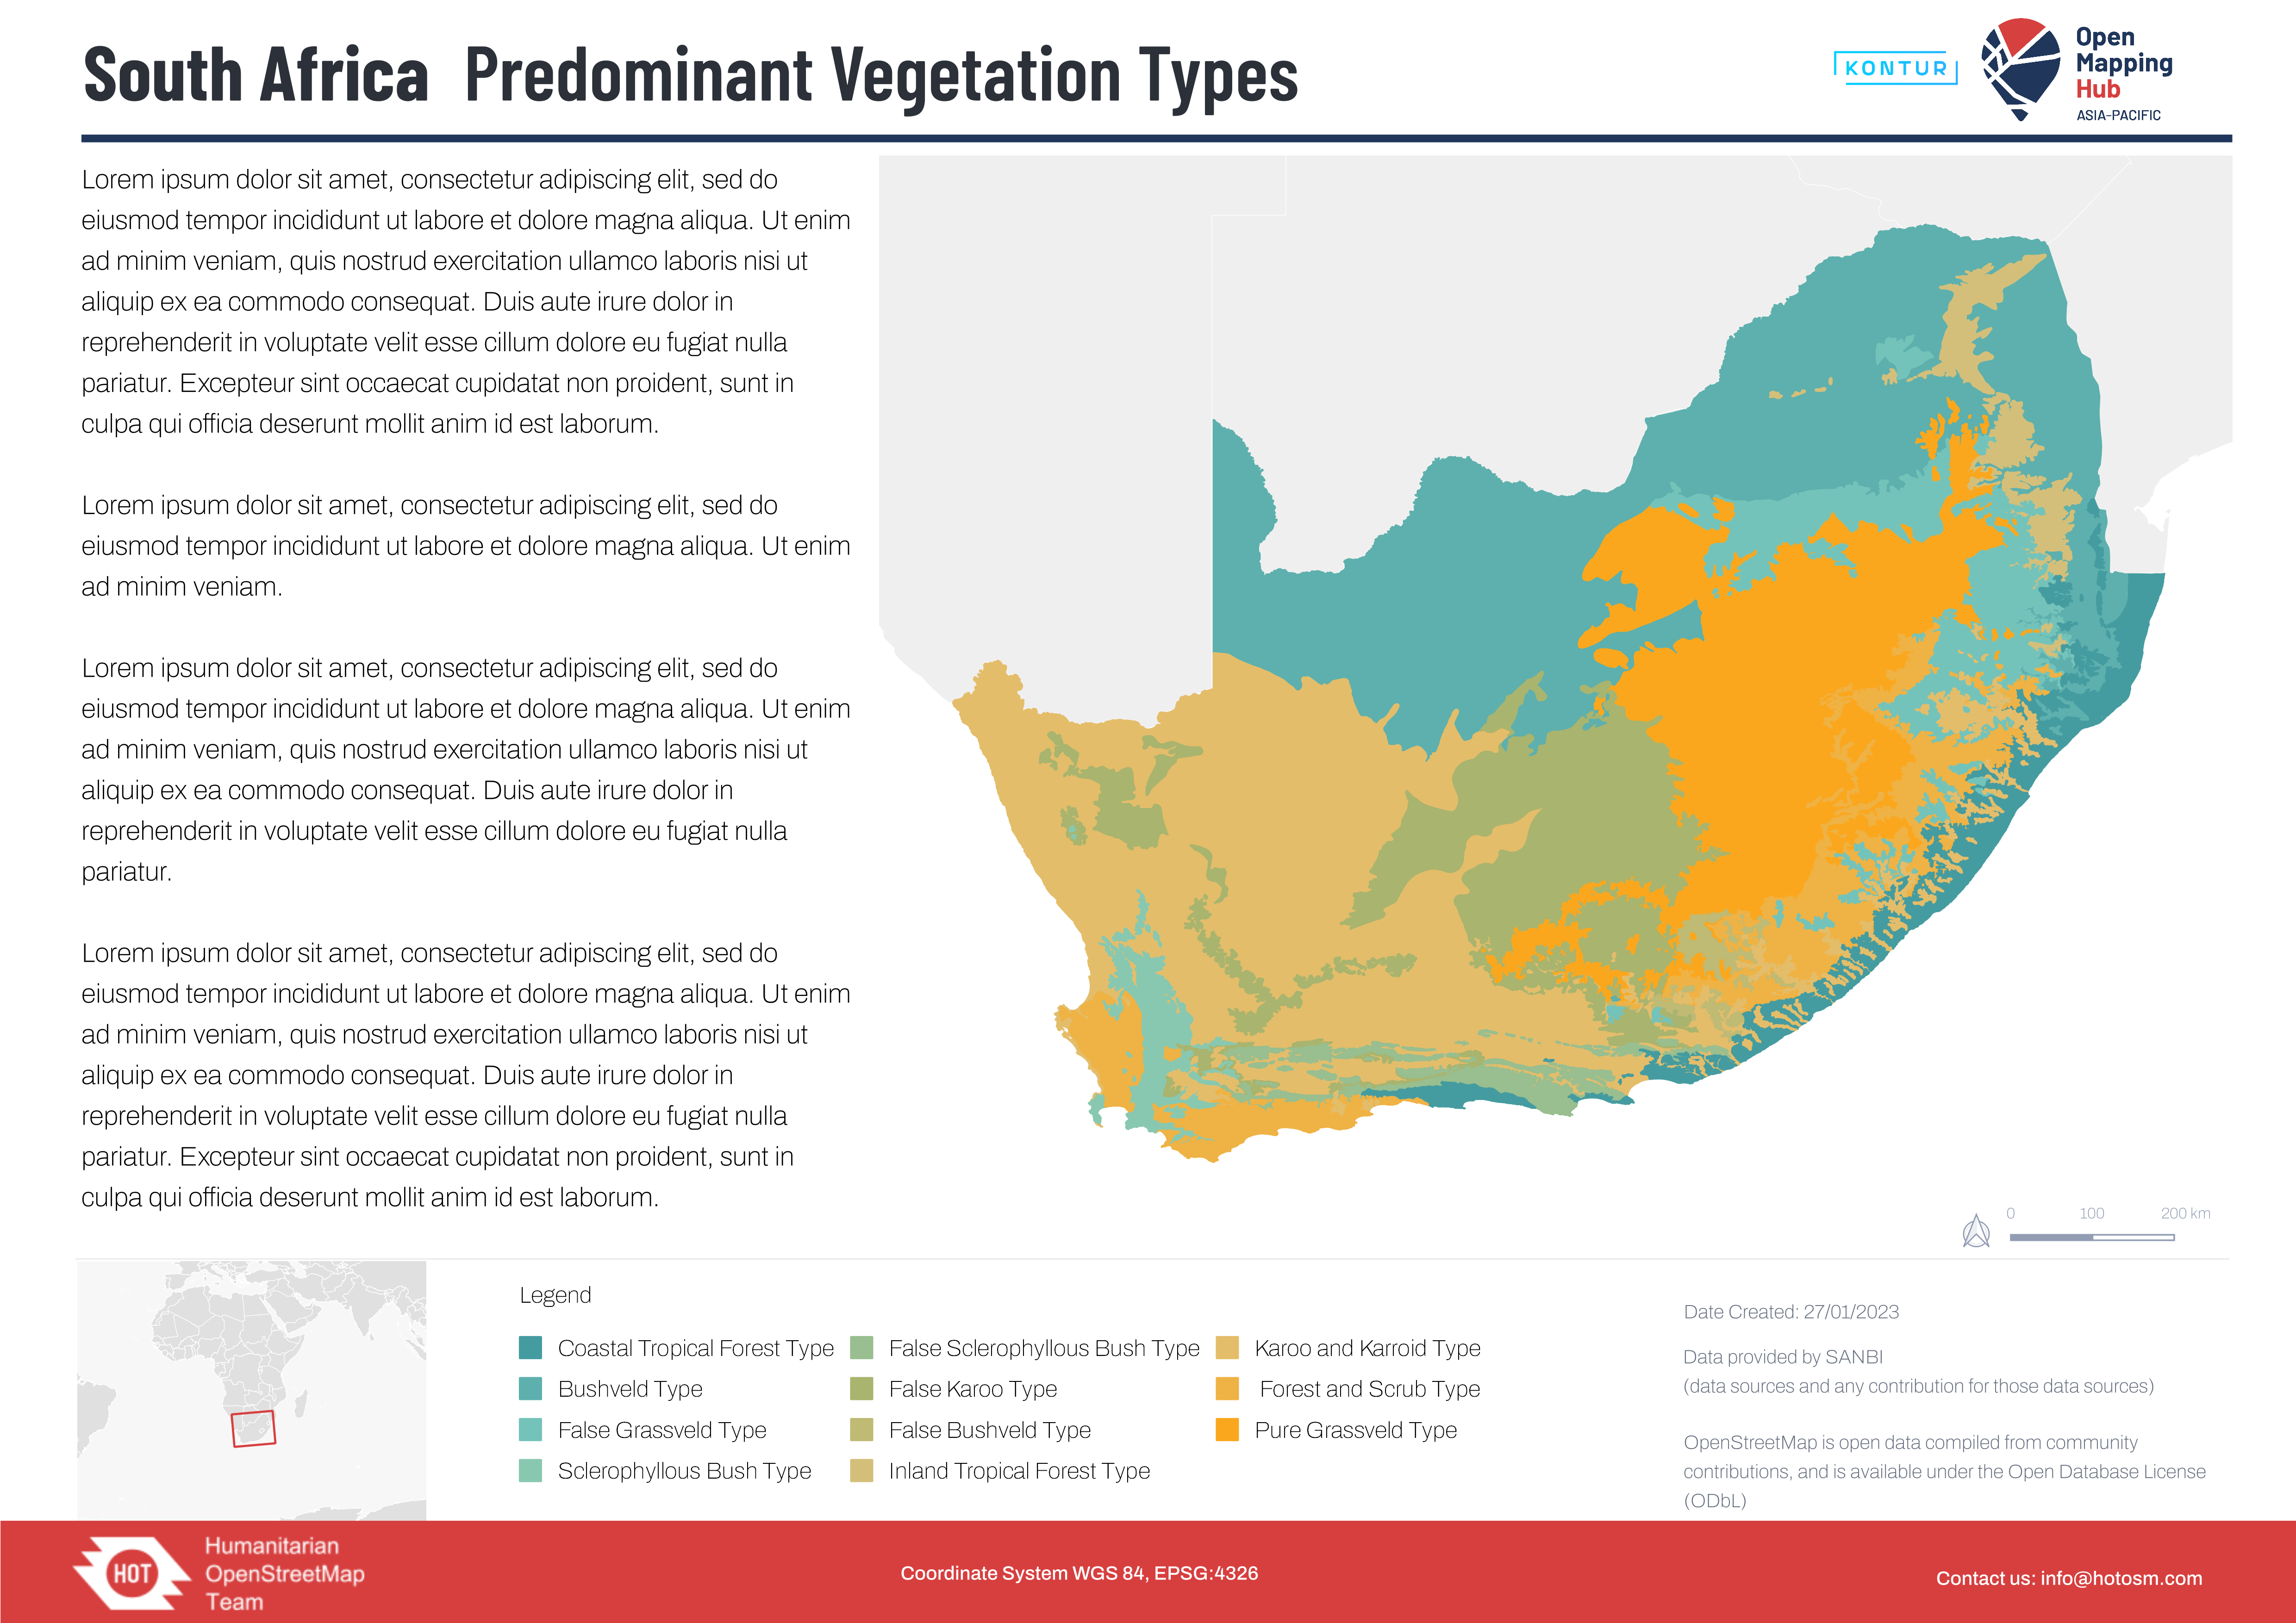 South Africa Predominant Vegetation Types
KONTUR
Open
Mapping
Hub
ASIA-PACIFIC
Lorem ipsum dolor sit amet, consectetur adipiscing elit, sed do
eiusmod tempor incididunt ut labore et dolore magna aliqua. Ut enim
ad minim veniam, quis nostrud exercitation ullamco laboris nisi ut
aliquip ex ea commodo consequat. Duis aute irure dolor in
reprehenderit in voluptate velit esse cillum dolore eu fugiat nulla
pariatur. Excepteur sint occaecat cupidatat non proident, sunt in
culpa qui officia deserunt mollit anim id est laborum.
Lorem ipsum dolor sit amet, consectetur adipiscing elit, sed do
eiusmod tempor incididunt ut labore et dolore magna aliqua. Ut enim
ad minim veniam.
Lorem ipsum dolor sit amet, consectetur adipiscing elit, sed do
eiusmod tempor incididunt ut labore et dolore magna aliqua. Ut enim
ad minim veniam, quis nostrud exercitation ullamco laboris nisi ut
aliquip ex ea commodo consequat. Duis aute irure dolor in
reprehenderit in voluptate velit esse cillum dolore eu fugiat nulla
pariatur.
Lorem ipsum dolor sit amet, consectetur adipiscing elit, sed do
eiusmod tempor incididunt ut labore et dolore magna aliqua. Ut enim
ad minim veniam, quis nostrud exercitation ullamco laboris nisi ut
aliquip ex ea commodo consequat. Duis aute irure dolor in
reprehenderit in voluptate velit esse cillum dolore eu fugiat nulla
pariatur. Excepteur sint occaecat cupidatat non proident, sunt in
culpa qui officia deserunt mollit anim id est laborum.
0 100 200 km
Legend
Coastal Tropical Forest Type
Bushveld Type
False Grassveld Type
Sclerophyllous Bush Type
False Sclerophyllous Bush Type
False Karoo Type
False Bushveld Type
Inland Tropical Forest Type
Karoo and Karroid Type
Forest and Scrub Type
Pure Grassveld Type
Date Created: 27/01/2023
Data provided by SANBI
(data sources and any contribution for those data sources)
OpenStreetMap is open data compiled from community
contributions, and is available under the Open Database License
(ODbL)
HOT
Humanitarian
OpenStreetMap
Team
Coordinate System WGS 84, EPSG:4326
Contact us: info@hotosm.com